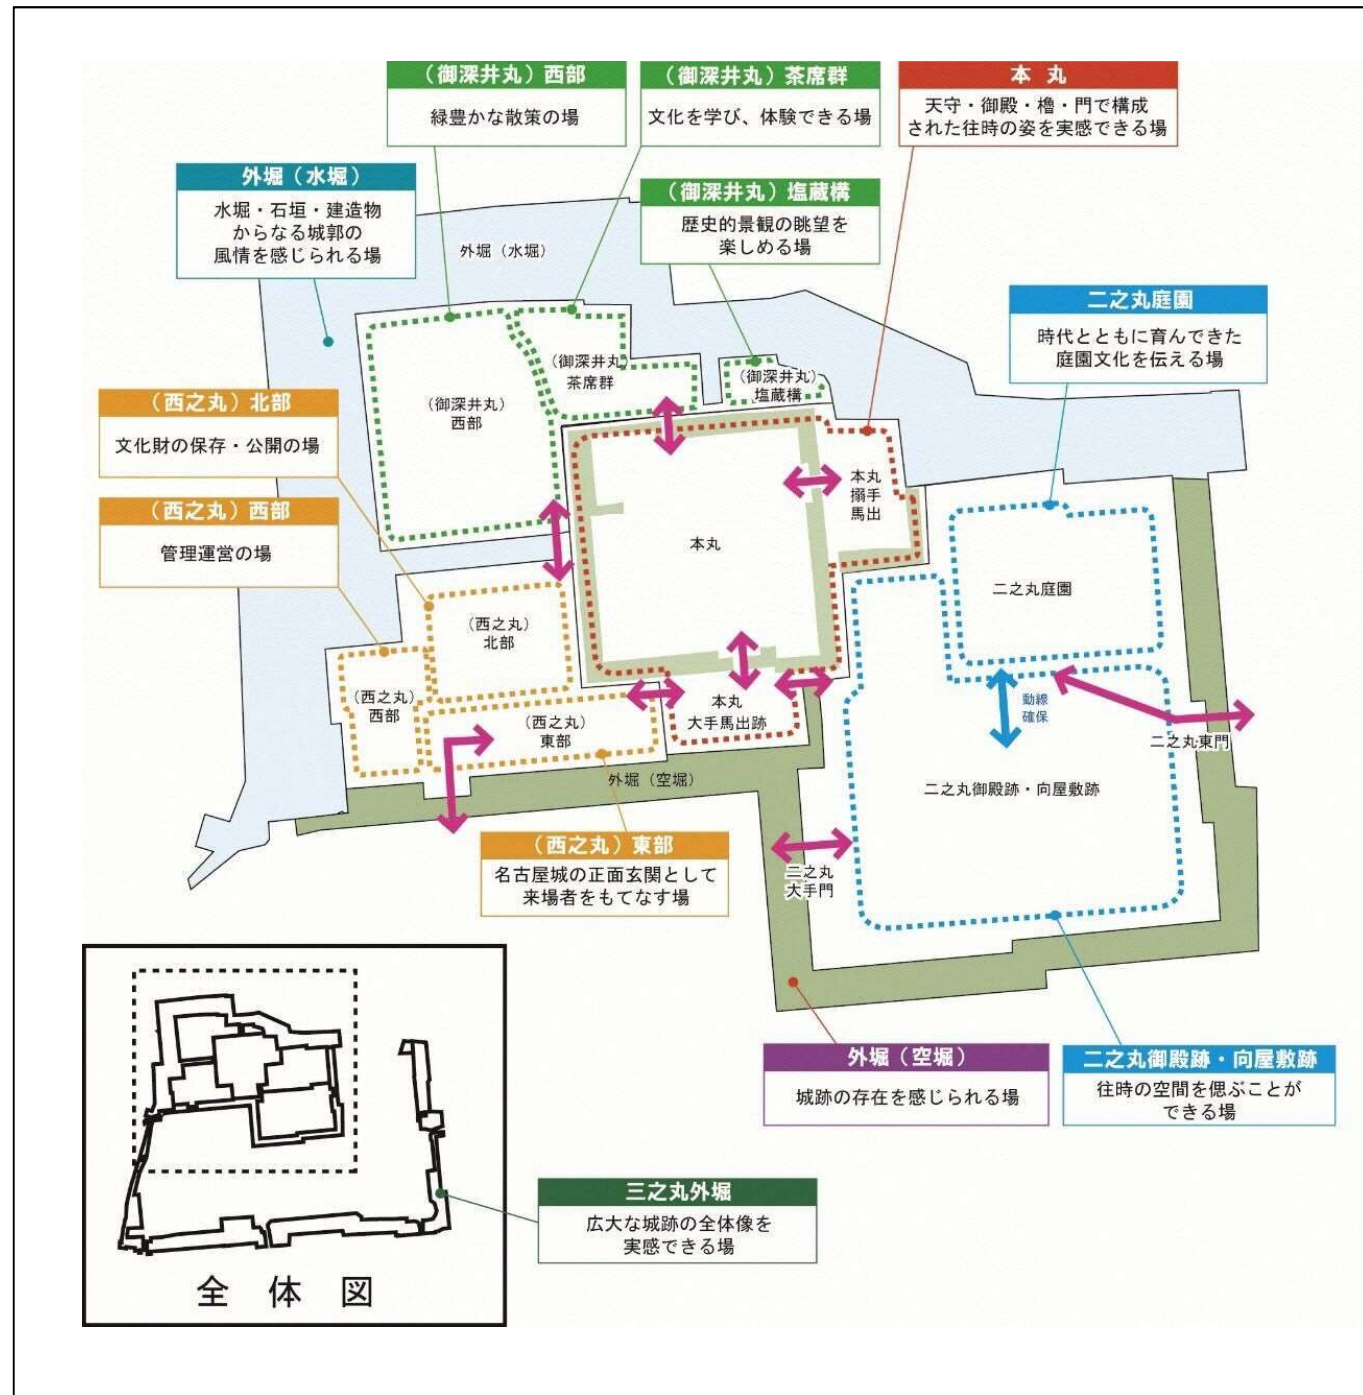 （御深井丸）西部
緑豊かな散策の場
（御深井丸）茶席群
文化を学び、体験できる場
本 丸
天守・御殿・櫓・門で構成
された往時の姿を実感できる場
外堀（水堀）
水堀・石垣・建造物
からなる城郭の
風情を感じられる場
（御深井丸）塩蔵構
歴史的景観の眺望を
楽しめる場
外堀（水堀）
二之丸庭園
時代とともに育んできた
庭園文化を伝える場
（御深井丸）
茶席群
（御深井丸）
塩蔵構
（御深井丸）
西部
（西之丸）北部
文化財の保存・公開の場
（西之丸）西部
管理運営の場
本丸
搦手
馬出
本丸
二之丸庭園
（西之丸）
北部
（西之丸）
西部
（西之丸）
東部
本丸
大手馬出跡
動線
確保
二之丸東門
外堀（空堀）
二之丸御殿跡・向屋敷跡
（西之丸）東部
名古屋城の正面玄関として
来場者をもてなす場
二之丸
大手門
外堀（空堀）
城跡の存在を感じられる場
二之丸御殿跡・向屋敷跡
往時の空間を偲ぶことが
できる場
三之丸外堀
広大な城跡の全体像を
実感できる場
全 体 図